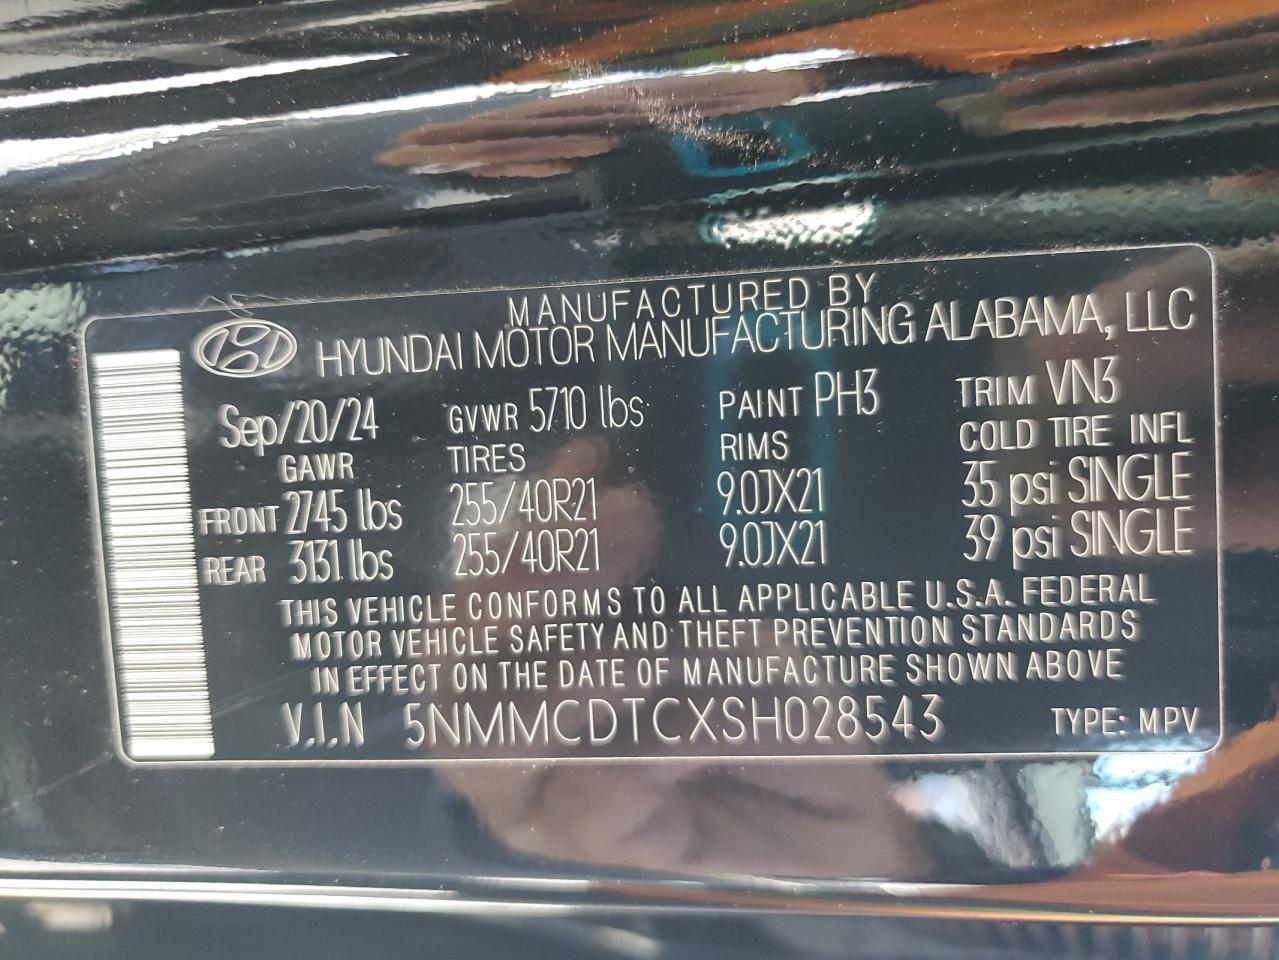 MANUFACTURED BY
HYUNDAI MOTOR MANUFACTURING ALABAMA, LLC
Sep/20/24 GVWR 5710 lbs PAINT PH3 TRIM VN3
GAWR TIRES RIMS COLD TIRE INFL
FRONT 2745 lbs 255/40R21 9.0JX21 35 psi SINGLE
REAR 3131 lbs 255/40R21 9.0JX21 39 psi SINGLE
THIS VEHICLE CONFORMS TO ALL APPLICABLE U.S.A. FEDERAL
MOTOR VEHICLE SAFETY AND THEFT PREVENTION STANDARDS
IN EFFECT ON THE DATE OF MANUFACTURE SHOWN ABOVE
V.I.N 5NMMCDTCXSH028543 TYPE: MPV